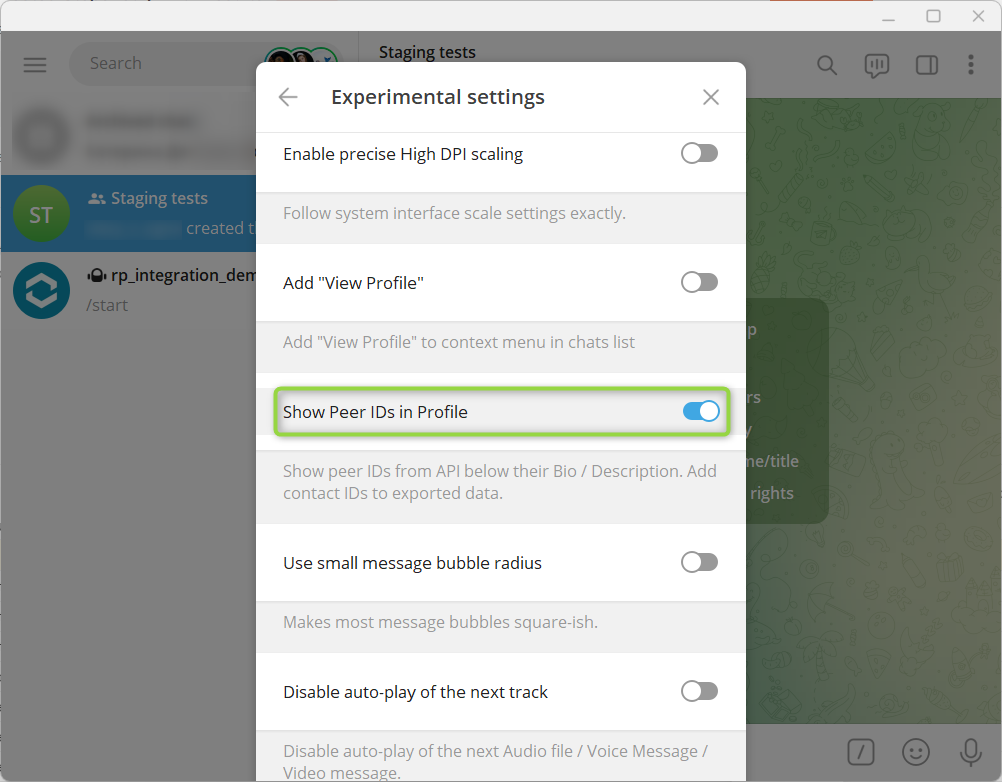 Search
Staging tests
Experimental settings
Enable precise High DPI scaling
Follow system interface scale settings exactly.
Add "View Profile"
Add "View Profile" to context menu in chats list
Show Peer IDs in Profile
Show peer IDs from API below their Bio / Description. Add
contact IDs to exported data.
Use small message bubble radius
Makes most message bubbles square-ish.
Disable auto-play of the next track
Disable auto-play of the next Audio file / Voice Message /
Video message.
ST
Staging tests
created t
rp_integration_dem
/start
p
rs
y
me/title
rights